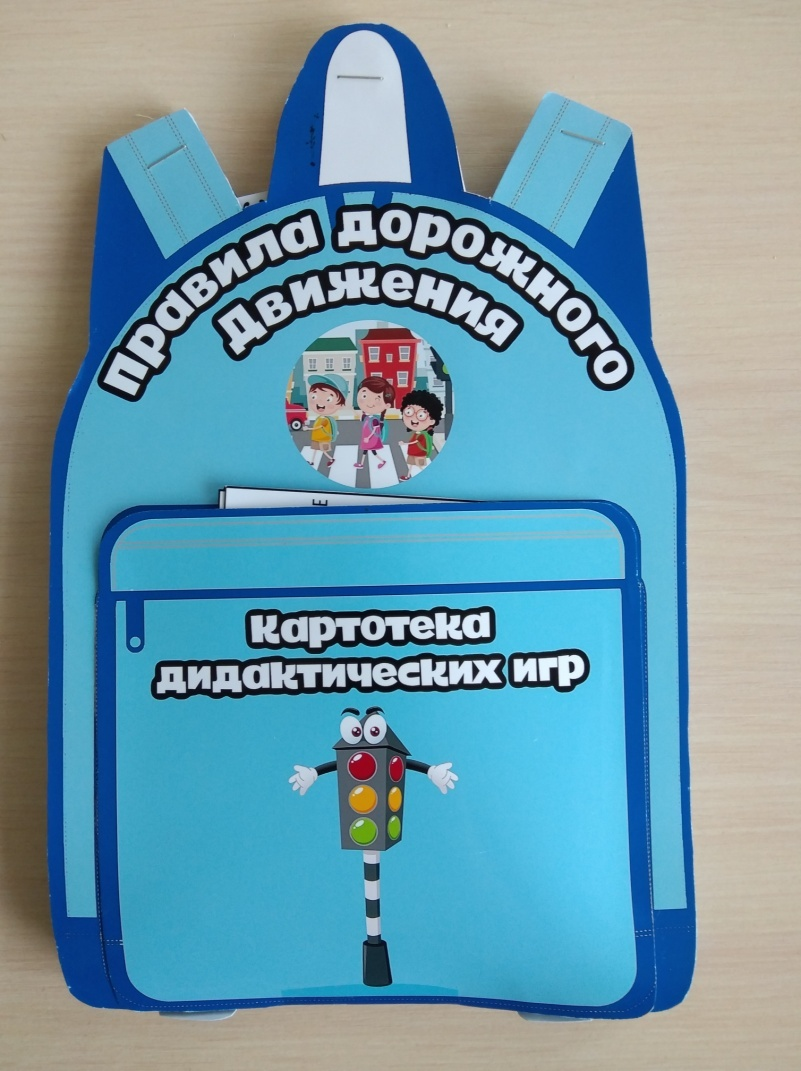 правила дорожного
движения
Е
Картотека
дидактических игр